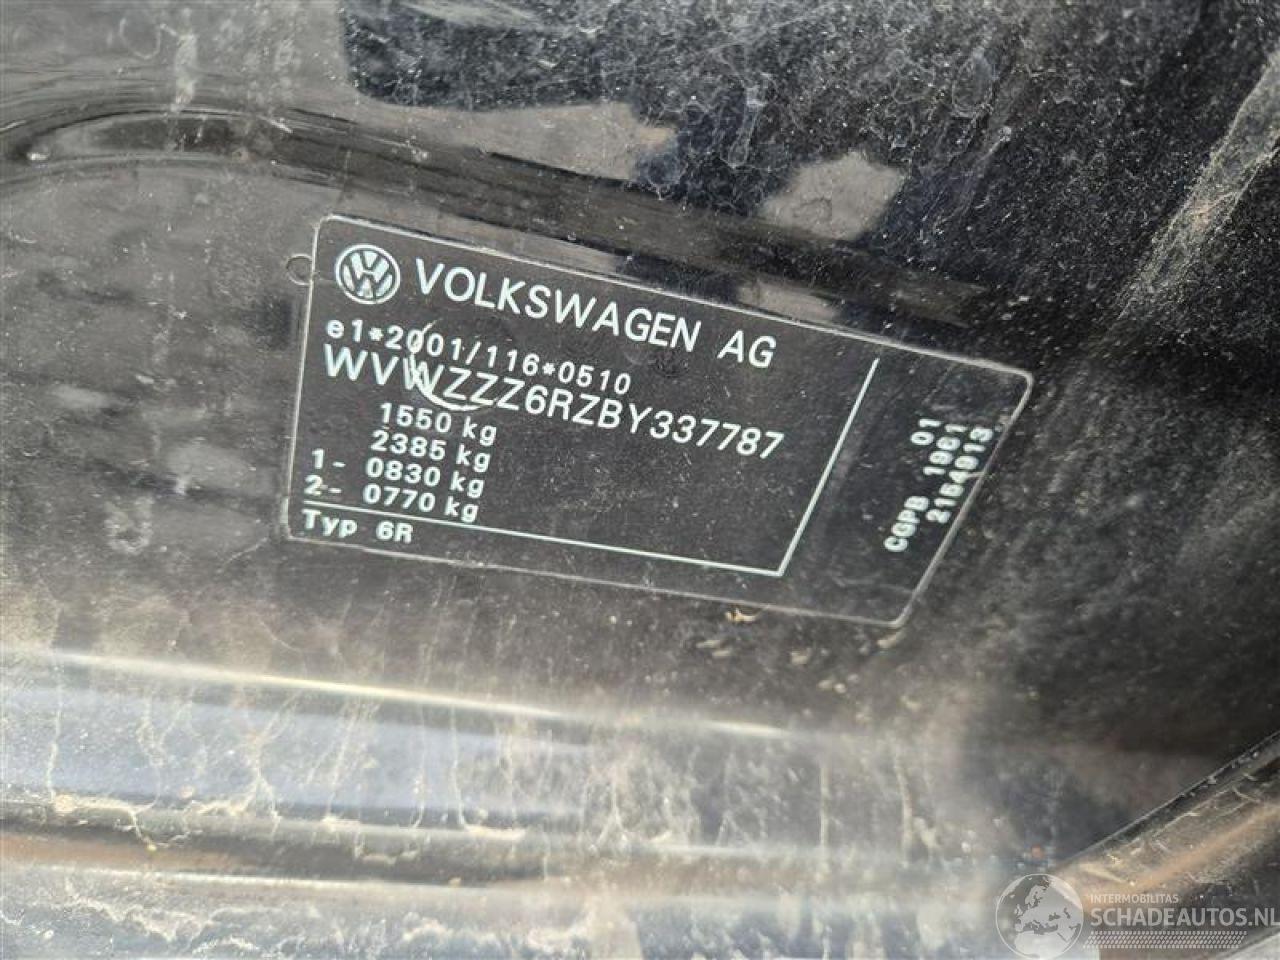 VOLKSWAGEN AG
e1*2001/116*0510
WVWZZZ6RZBY337787
1550 kg
2385 kg
1- 0830 kg
2- 0770 kg
Typ 6R
01
CGPB 1961
2164913
INTERMOBILITAS
SCHADEAUTOS.NL